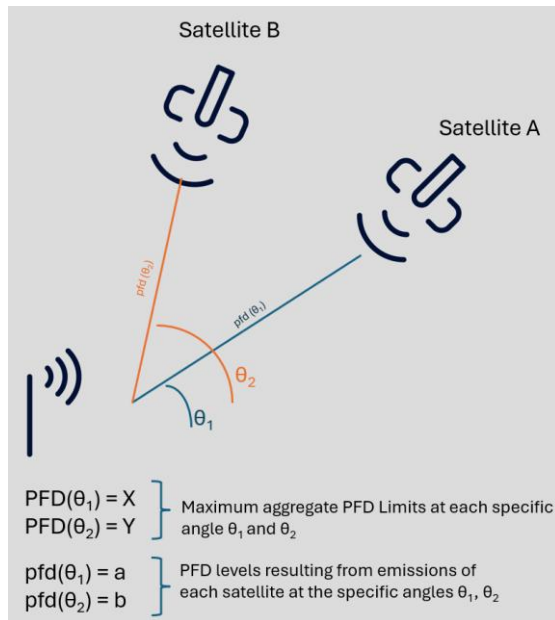 Satellite B
Satellite A
pfd(θ₂)
pfd(θ₁)
θ₂
θ₁
PFD(θ₁) = X
PFD(θ₂) = Y
Maximum aggregate PFD Limits at each specific
angle θ₁ and θ₂
pfd(θ₁) = a
pfd(θ₂) = b
PFD levels resulting from emissions of
each satellite at the specific angles θ₁, θ₂